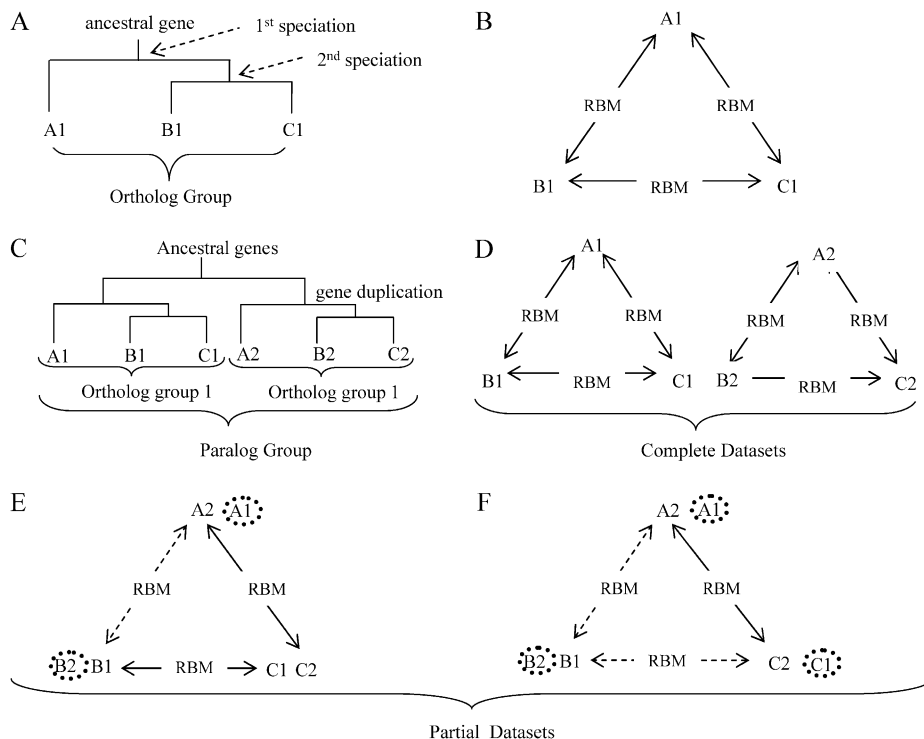 A
ancestral gene
1st speciation
2nd speciation
A1 B1 C1
Ortholog Group
B
A1
RBM RBM
B1 RBM C1
C
Ancestral genes
gene duplication
A1 B1 C1 A2 B2 C2
Ortholog group 1 Ortholog group 1
Paralog Group
D
A1 A2
RBM RBM RBM RBM
B1 RBM C1 B2 RBM C2
Complete Datasets
E
A2 A1
RBM RBM
B2 B1 RBM C1 C2
F
A2 A1
RBM RBM
B2 B1 RBM C2 C1
Partial Datasets